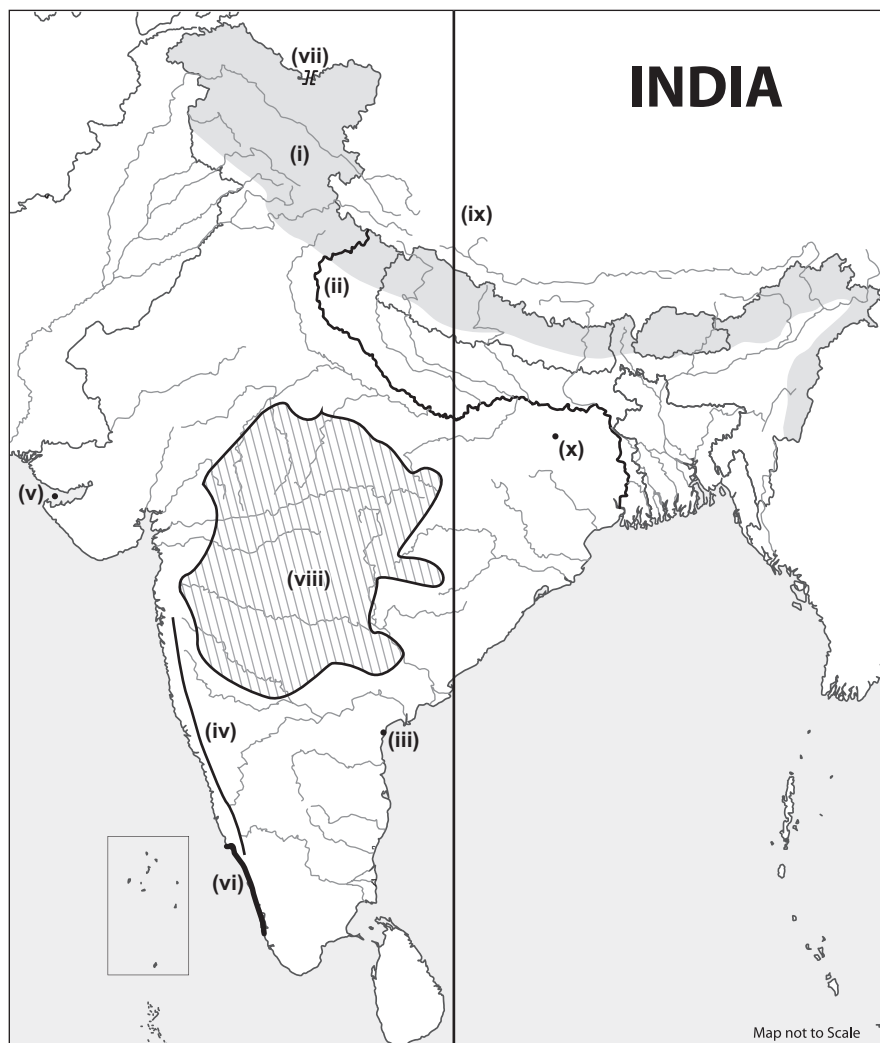 (vii)
INDIA
(i)
(ix)
(ii)
(x)
(v)
(viii)
(iv)
(iii)
(vi)
Map not to Scale